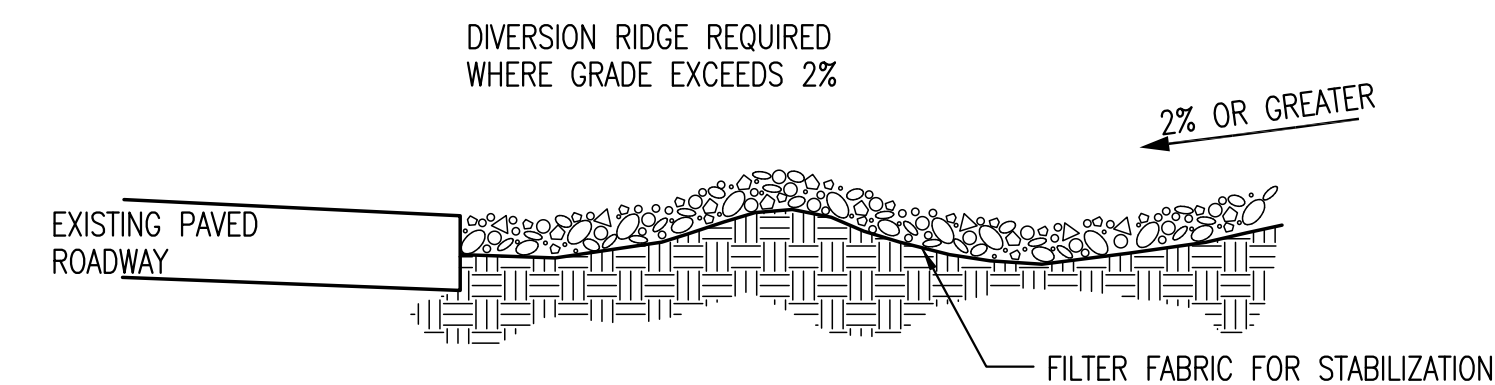 DIVERSION RIDGE REQUIRED
WHERE GRADE EXCEEDS 2%
2% OR GREATER
EXISTING PAVED
ROADWAY
FILTER FABRIC FOR STABILIZATION